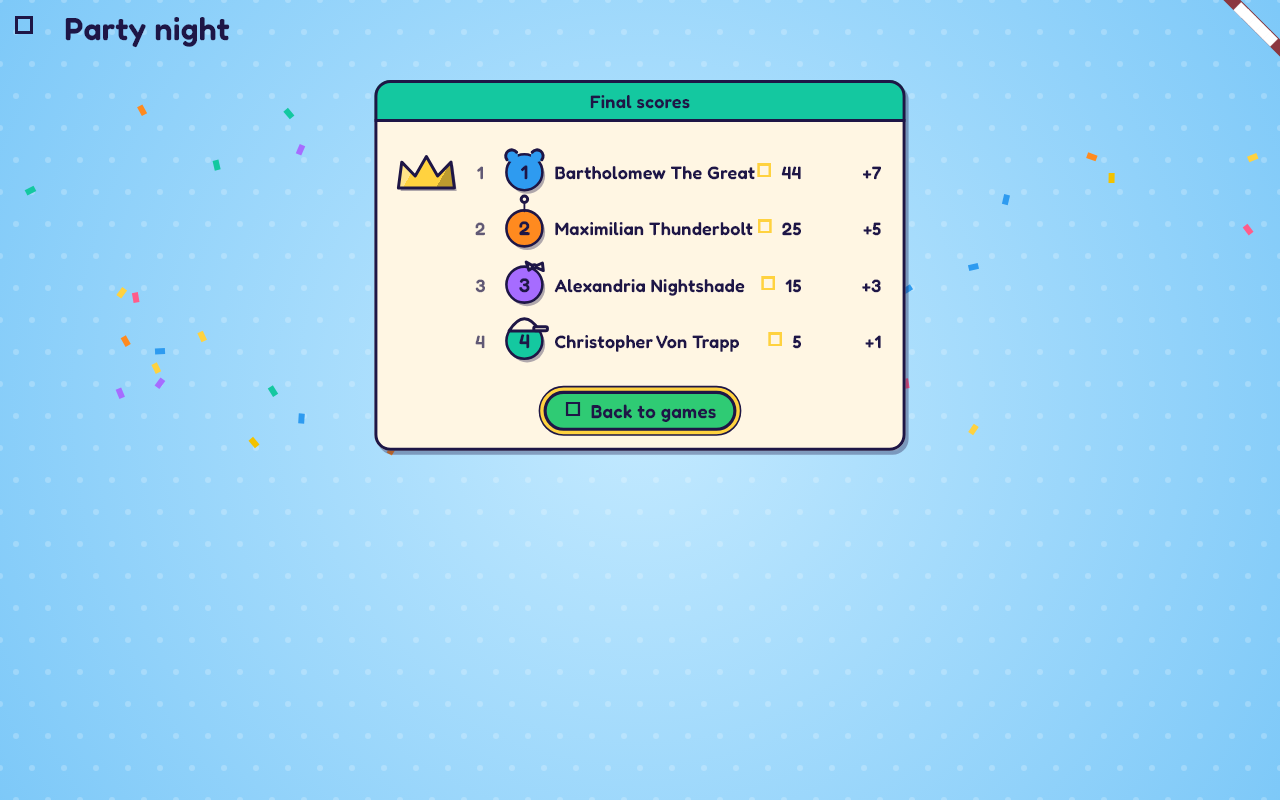 Party night
Final scores
1 1 Bartholomew The Great 44 +7
2 2 Maximilian Thunderbolt 25 +5
3 3 Alexandria Nightshade 15 +3
4 4 Christopher Von Trapp 5 +1
Back to games